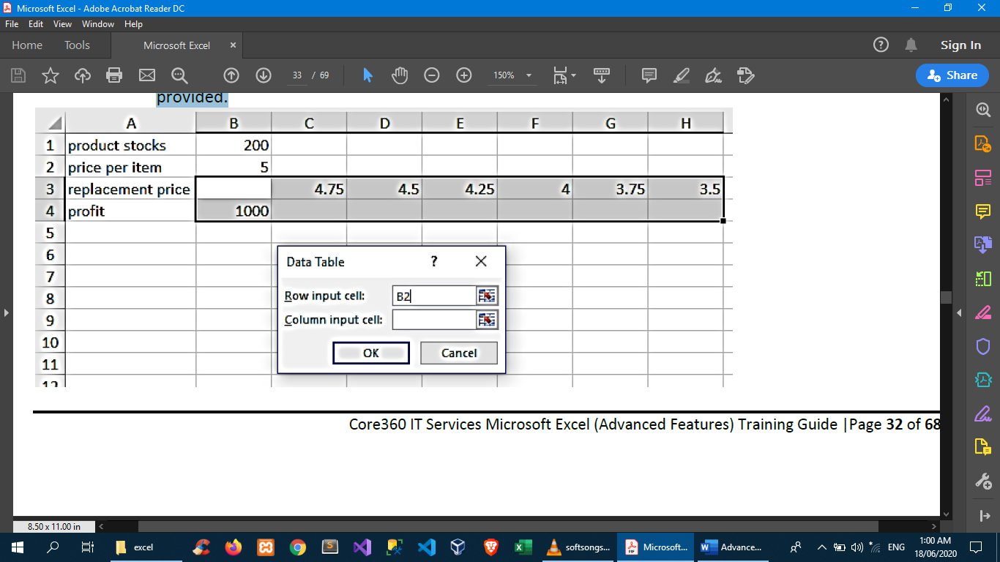 Microsoft Excel - Adobe Acrobat Reader DC
File Edit View Window Help
Home Tools Microsoft Excel × Sign In
33 / 69 150% Share
provided.
A B C D E F G H
1 product stocks 200
2 price per item 5
3 replacement price 4.75 4.5 4.25 4 3.75 3.5
4 profit 1000
5
6
7
8
9
10
11
12
Data Table ? ×
Row input cell: B2
Column input cell:
OK Cancel
Core360 IT Services Microsoft Excel (Advanced Features) Training Guide |Page 32 of 68
8.50 x 11.00 in
excel softsongs... Microsoft... Advance... ENG
1:00 AM
18/06/2020